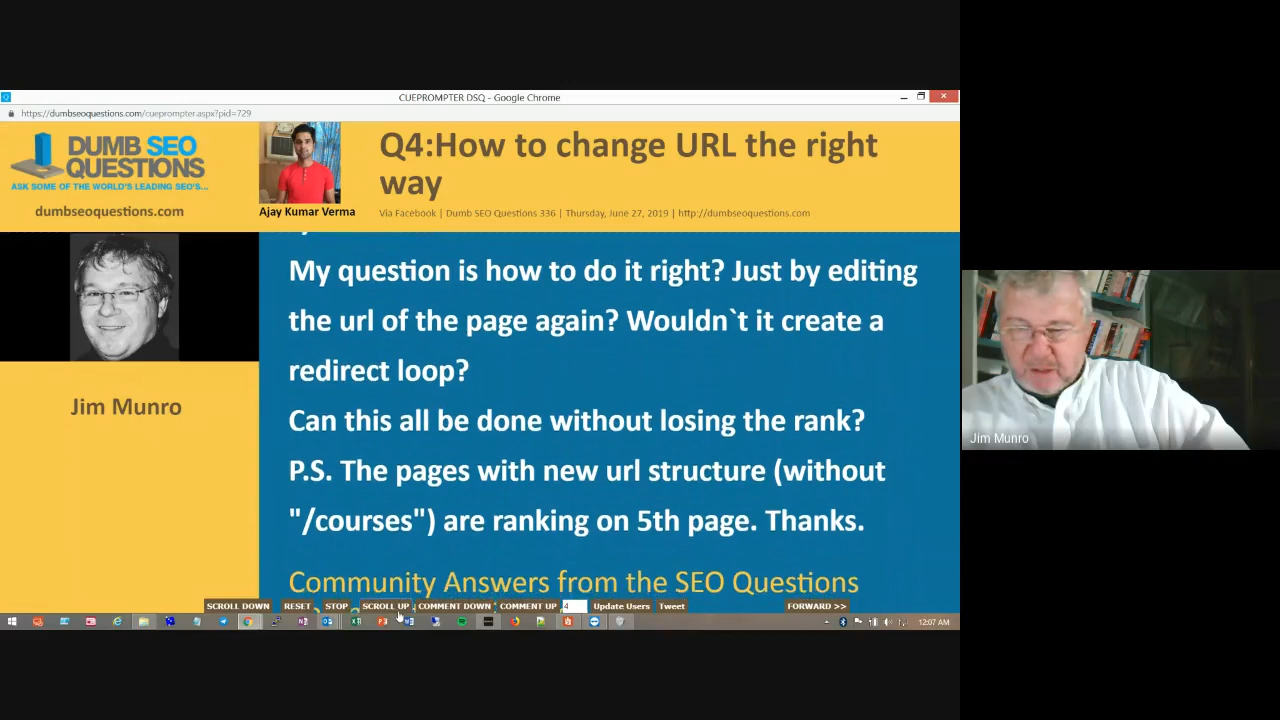 CUEPROMPTER DSQ - Google Chrome
https://dumbseoquestions.com/cueprompter.aspx?pid=729
DUMB SEO
QUESTIONS
ASK SOME OF THE WORLD'S LEADING SEO'S...
dumbseoquestions.com
Ajay Kumar Verma
Q4:How to change URL the right
way
Via Facebook | Dumb SEO Questions 336 | Thursday, June 27, 2019 | http://dumbseoquestions.com
Jim Munro
My question is how to do it right? Just by editing
the url of the page again? Wouldn`t it create a
redirect loop?
Can this all be done without losing the rank?
P.S. The pages with new url structure (without
"/courses") are ranking on 5th page. Thanks.
Community Answers from the SEO Questions
Jim Munro
SCROLL DOWN RESET STOP SCROLL UP COMMENT DOWN COMMENT UP 4 Update Users Tweet FORWARD >>
12:07 AM